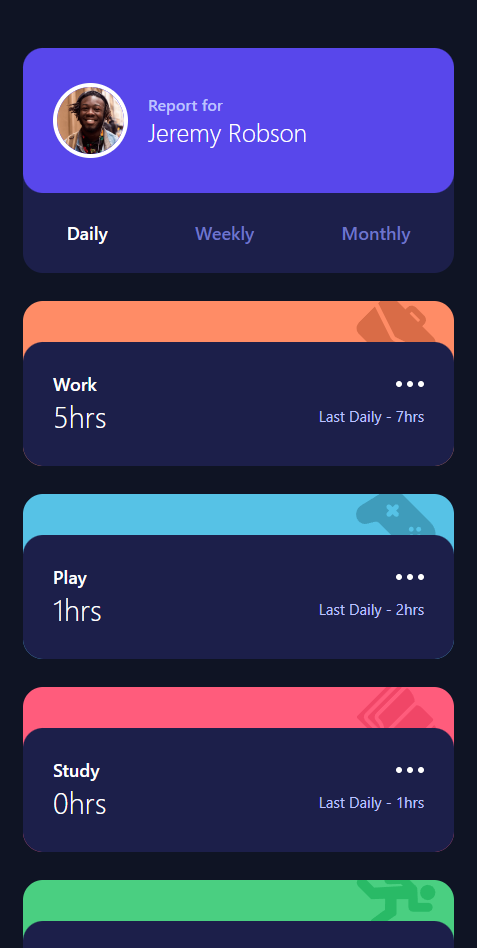 Report for
Jeremy Robson
Daily Weekly Monthly
Work
5hrs
Last Daily - 7hrs
Play
1hrs
Last Daily - 2hrs
Study
0hrs
Last Daily - 1hrs